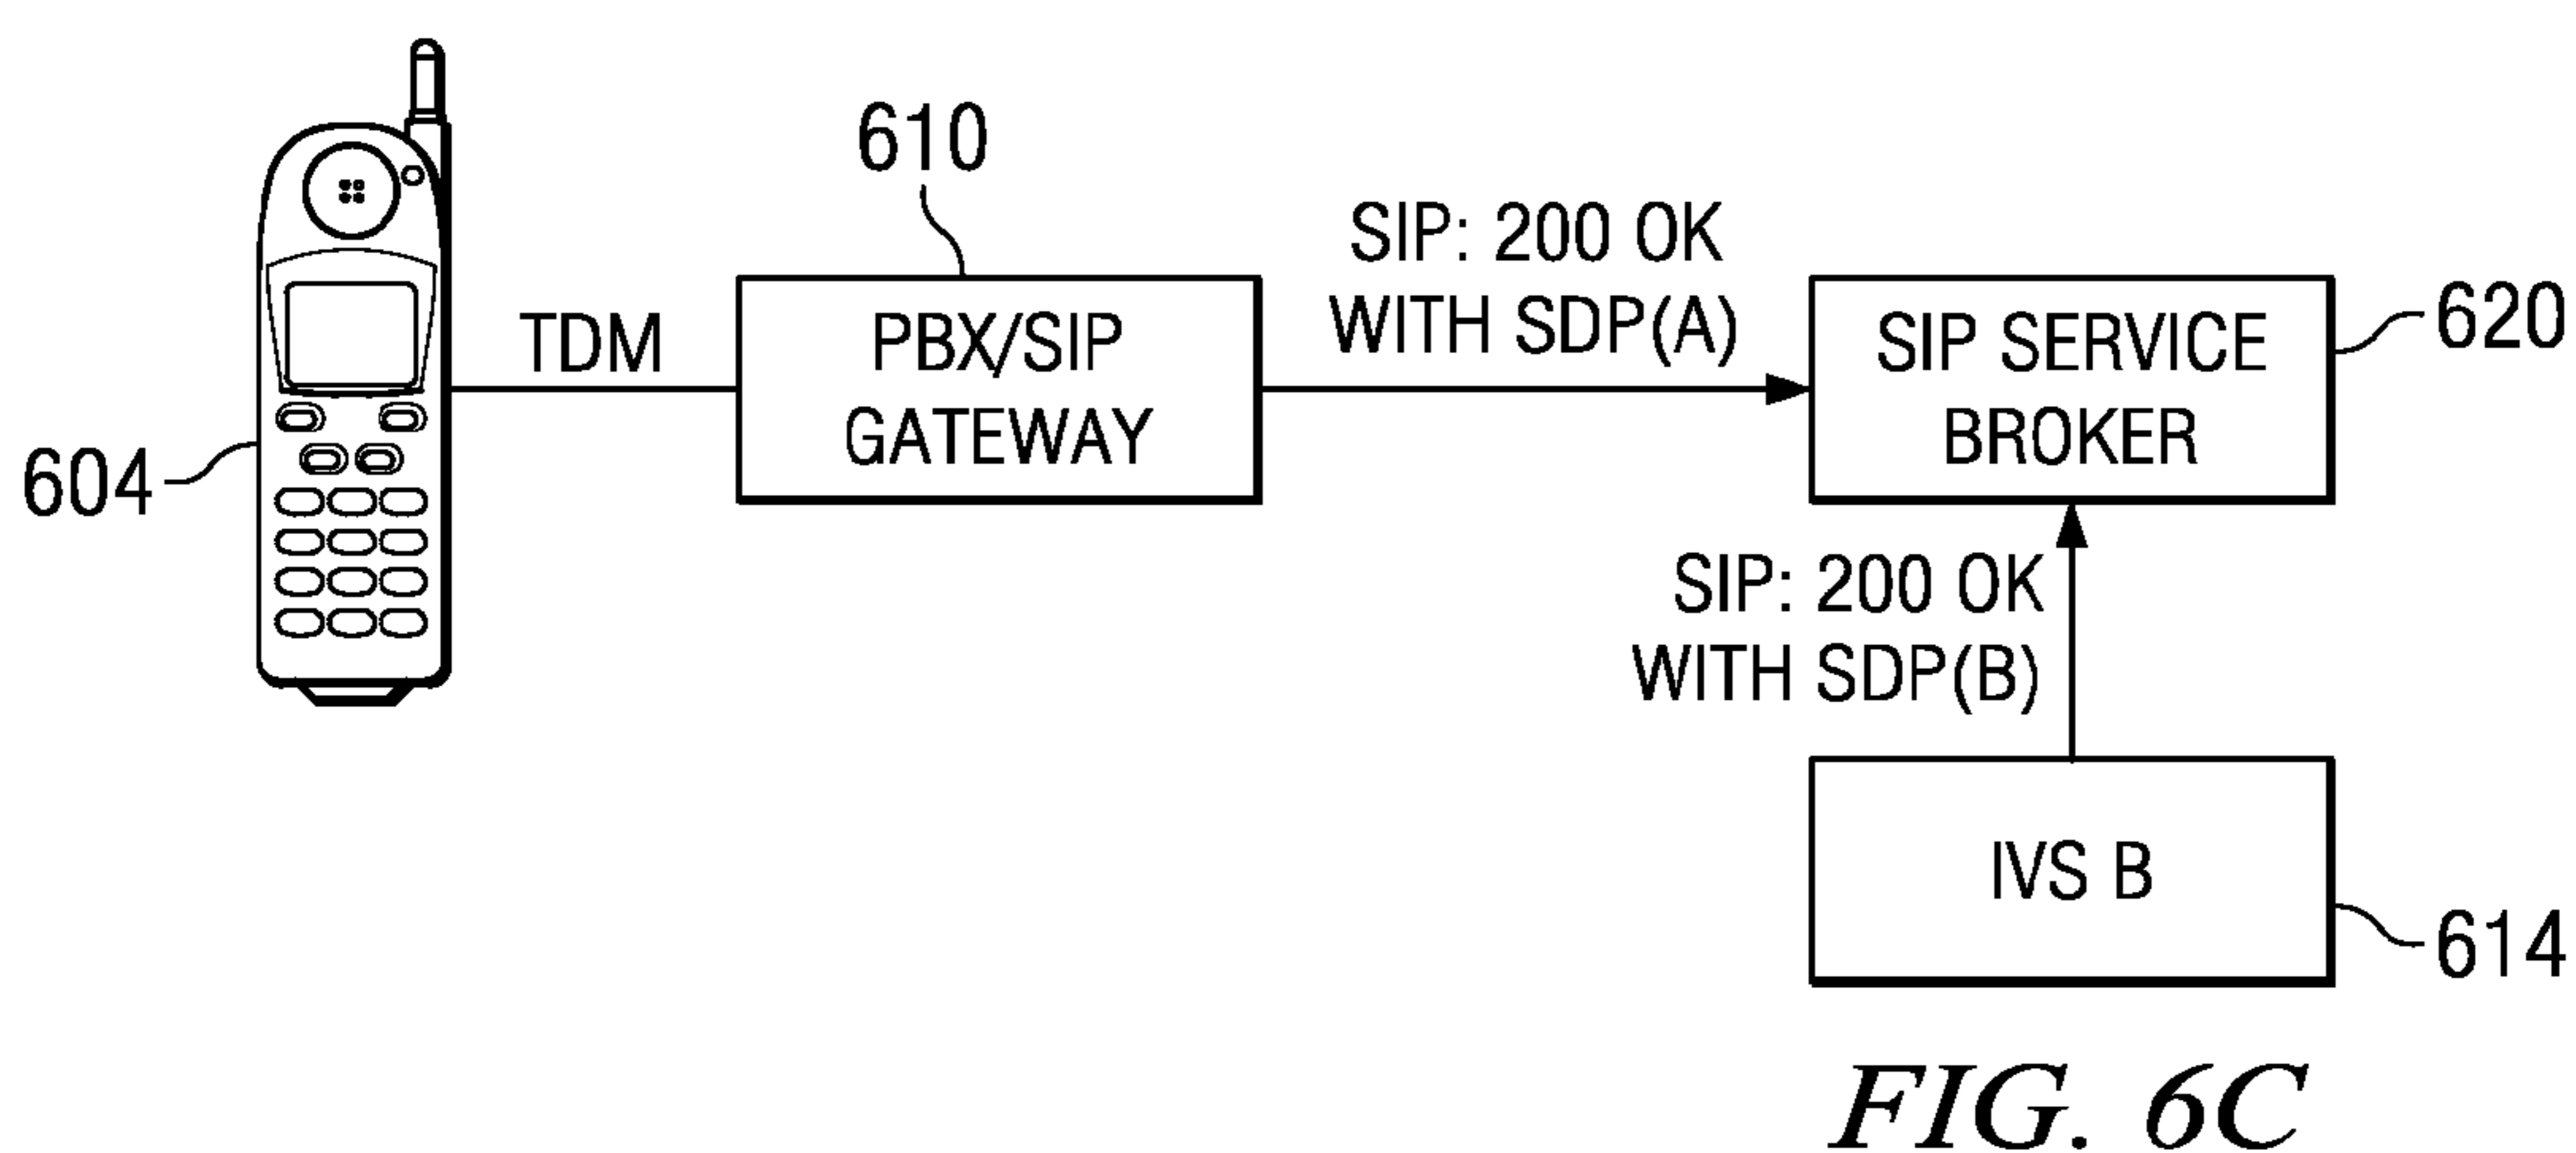 610
SIP: 200 OK
WITH SDP(A)
TDM
PBX/SIP
GATEWAY
SIP SERVICE
BROKER
620
604
SIP: 200 OK
WITH SDP(B)
IVS B
614
FIG. 6C